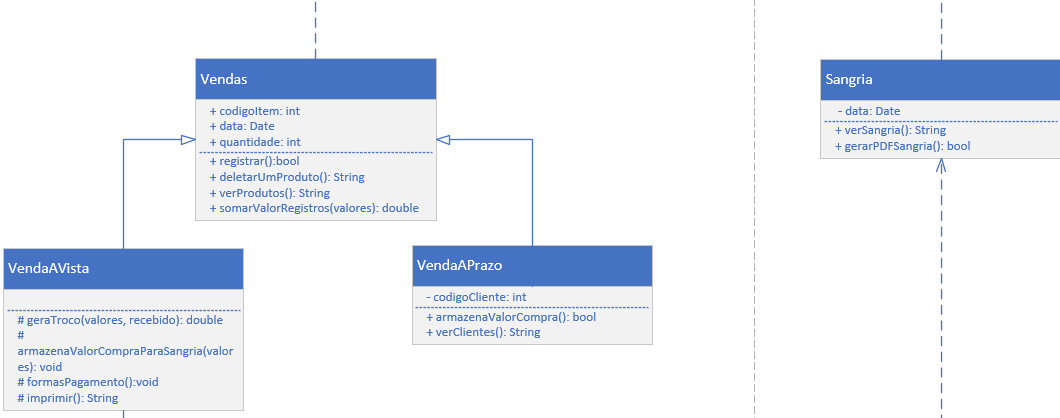 Vendas
+ codigoItem: int
+ data: Date
+ quantidade: int
+ registrar():bool
+ deletarUmProduto(): String
+ verProdutos(): String
+ somarValorRegistros(valores): double
Sangria
- data: Date
+ verSangria(): String
+ gerarPDFSangria(): bool
VendaAVista
# geraTroco(valores, recebido): double
#
armazenaValorCompraParaSangria(valor
es): void
# formasPagamento():void
# imprimir(): String
VendaAPrazo
- codigoCliente: int
+ armazenaValorCompra(): bool
+ verClientes(): String